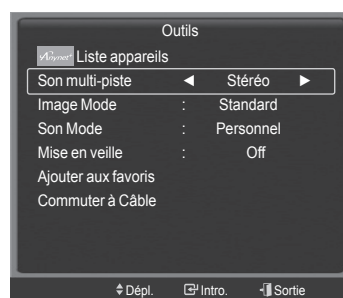 Outils
Anynet+ Liste appareils
Son multi-piste ◄ Stéréo ►
Image Mode : Standard
Son Mode : Personnel
Mise en veille : Off
Ajouter aux favoris
Commuter à Câble
Dépl. Intro. Sortie